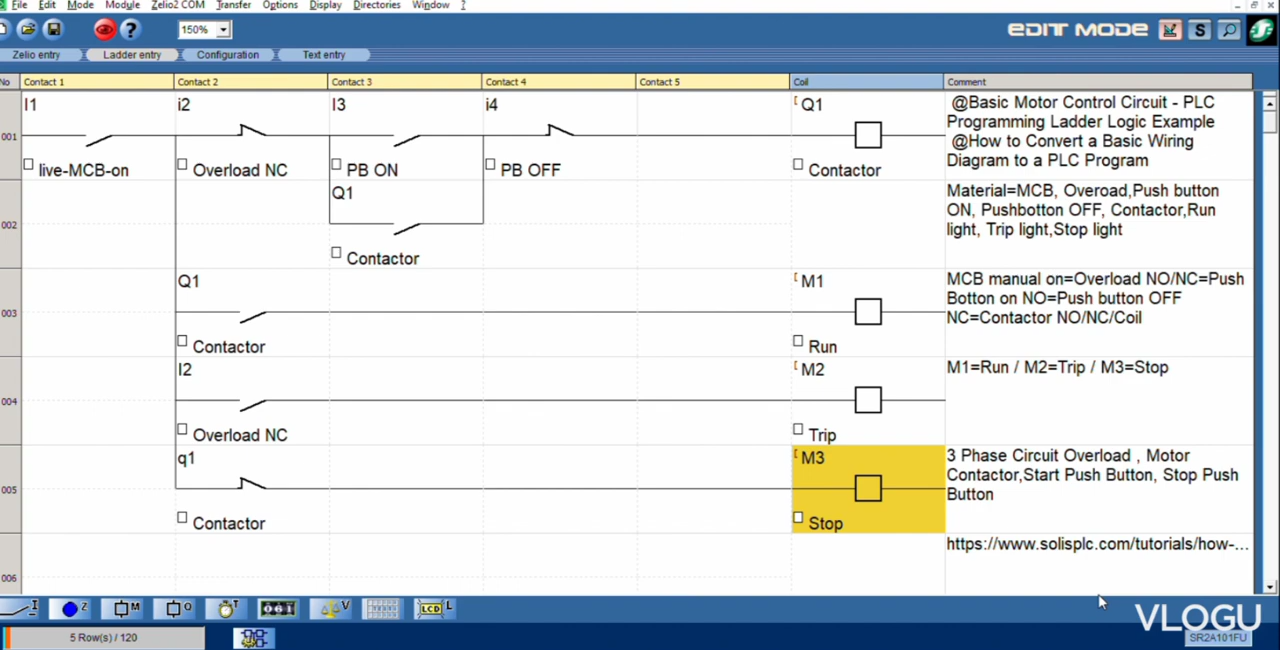 File Edit Mode Module Zelio2 COM Transfer Options Display Directories Window ?
? 150% EDIT MODE S
Zelio entry Ladder entry Configuration Text entry
No Contact 1 Contact 2 Contact 3 Contact 4 Contact 5 Coil Comment
I1 i2 I3 i4 [ Q1
001
live-MCB-on Overload NC PB ON PB OFF Contactor
@Basic Motor Control Circuit - PLC
Programming Ladder Logic Example
@How to Convert a Basic Wiring
Diagram to a PLC Program
Q1
002
Contactor
Material=MCB, Overoad,Push button
ON, Pushbotton OFF, Contactor,Run
light, Trip light,Stop light
Q1 [ M1
003
Contactor Run
MCB manual on=Overload NO/NC=Push
Botton on NO=Push button OFF
NC=Contactor NO/NC/Coil
I2 [ M2
004
Overload NC Trip
M1=Run / M2=Trip / M3=Stop
q1 [ M3
005
Contactor Stop
3 Phase Circuit Overload , Motor
Contactor,Start Push Button, Stop Push
Button
006
https://www.solisplc.com/tutorials/how-...
I Z M Q T 061 V LCD L
VLOGU
5 Row(s) / 120 SR2A101FU